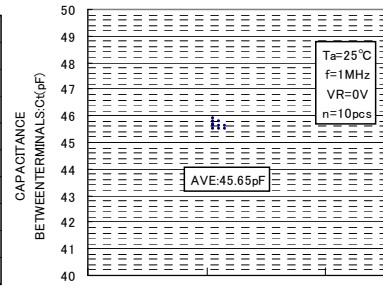 CAPACITANCE
BETWEENTERMINALS:Ct(pF)
50
49
48
47
46
45
44
43
42
41
40
Ta=25℃
f=1MHz
VR=0V
n=10pcs
AVE:45.65pF